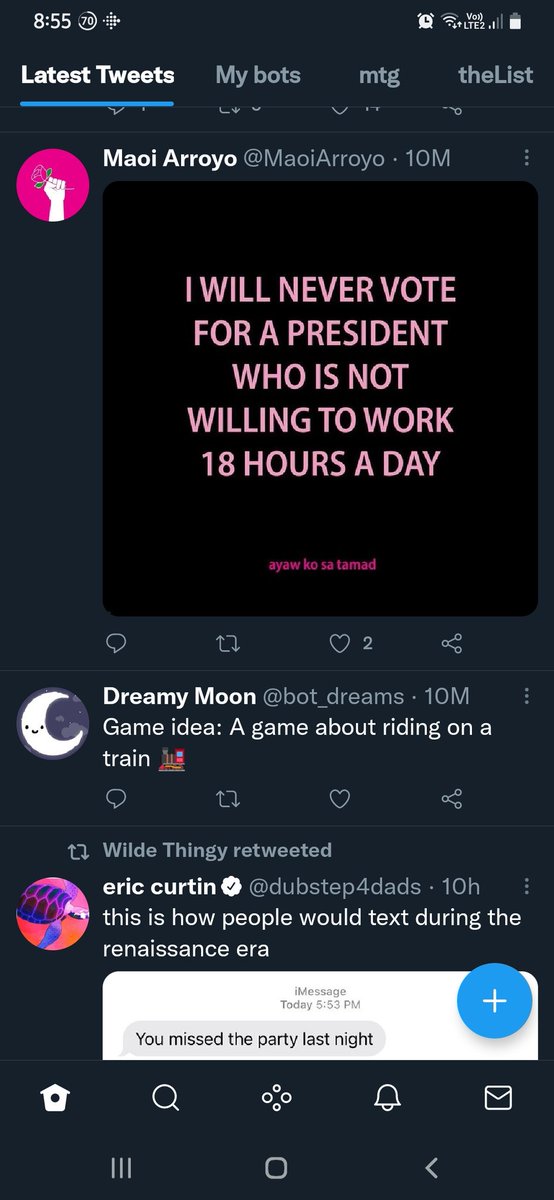 8:55 70 Vo)) LTE2
Latest Tweets My bots mtg theList
Maoi Arroyo @MaoiArroyo · 10M
I WILL NEVER VOTE
FOR A PRESIDENT
WHO IS NOT
WILLING TO WORK
18 HOURS A DAY
ayaw ko sa tamad
2
Dreamy Moon @bot_dreams · 10M
Game idea: A game about riding on a
train 🚂
Wilde Thingy retweeted
eric curtin @dubstep4dads · 10h
this is how people would text during the
renaissance era
iMessage
Today 5:53 PM
You missed the party last night